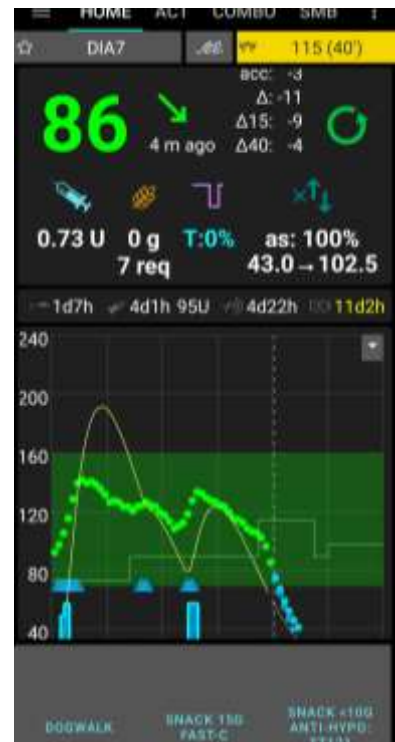 HOME ACT COMBO SMB
DIA7 115 (40')
86
4 m ago
acc: -3
Δ: -11
Δ15: -9
Δ40: -4
0.73 U 0 g T:0% as: 100%
7 req 43.0→102.5
1d7h 4d1h 95U 4d22h 11d2h
240
200
160
120
80
40
DOGWALK
SNACK 15G
FAST-C
SNACK <10G
ANTI-HYPO: